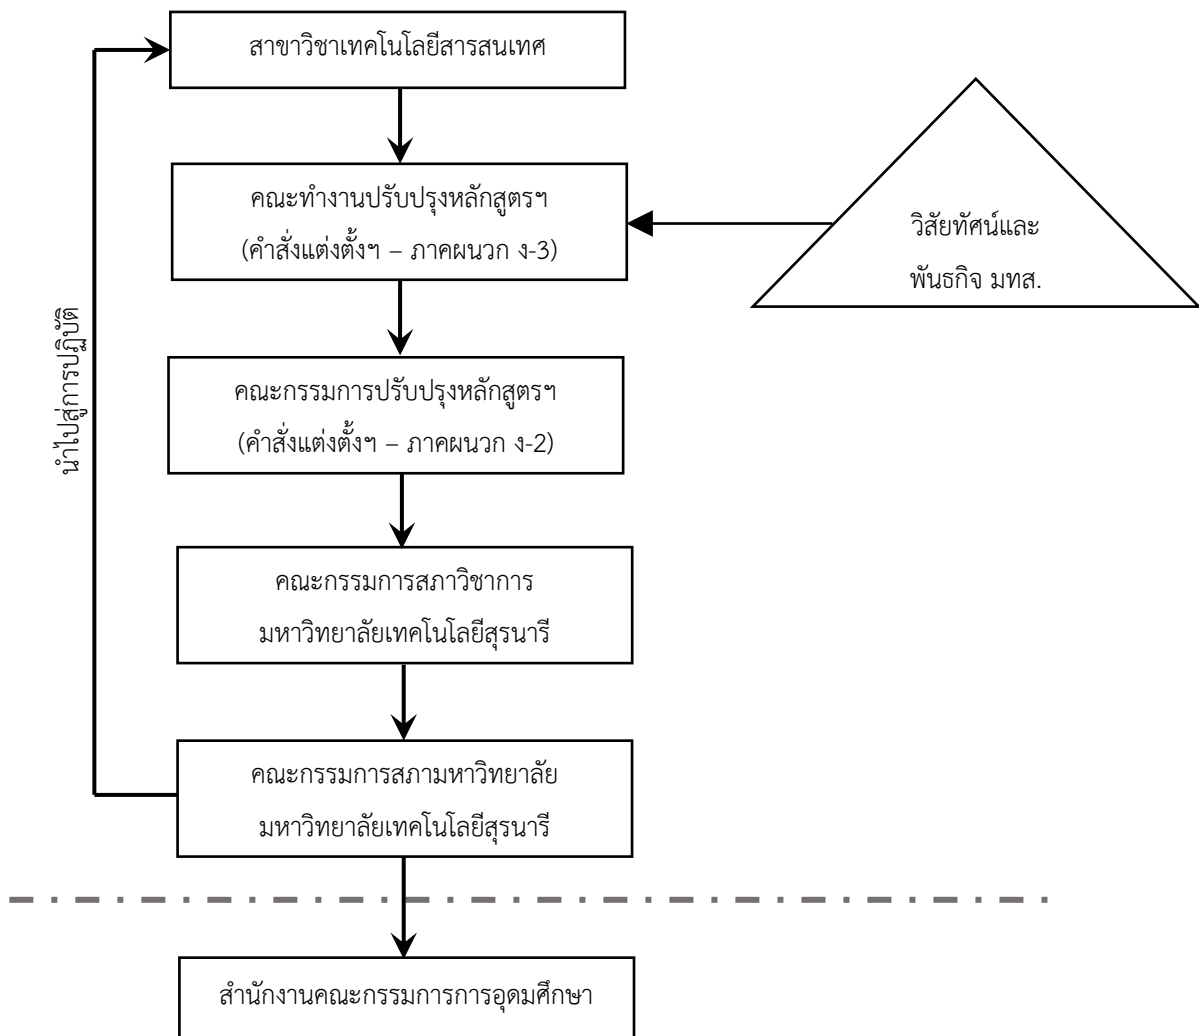 สาขาวิชาเทคโนโลยีสารสนเทศ
คณะทำงานปรับปรุงหลักสูตรฯ
(คำสั่งแต่งตั้งฯ – ภาคผนวก ง-3)
วิสัยทัศน์และ
พันธกิจ มทส.
นำไปสู่การปฏิบัติ
คณะกรรมการปรับปรุงหลักสูตรฯ
(คำสั่งแต่งตั้งฯ – ภาคผนวก ง-2)
คณะกรรมการสภาวิชาการ
มหาวิทยาลัยเทคโนโลยีสุรนารี
คณะกรรมการสภามหาวิทยาลัย
มหาวิทยาลัยเทคโนโลยีสุรนารี
สำนักงานคณะกรรมการการอุดมศึกษา